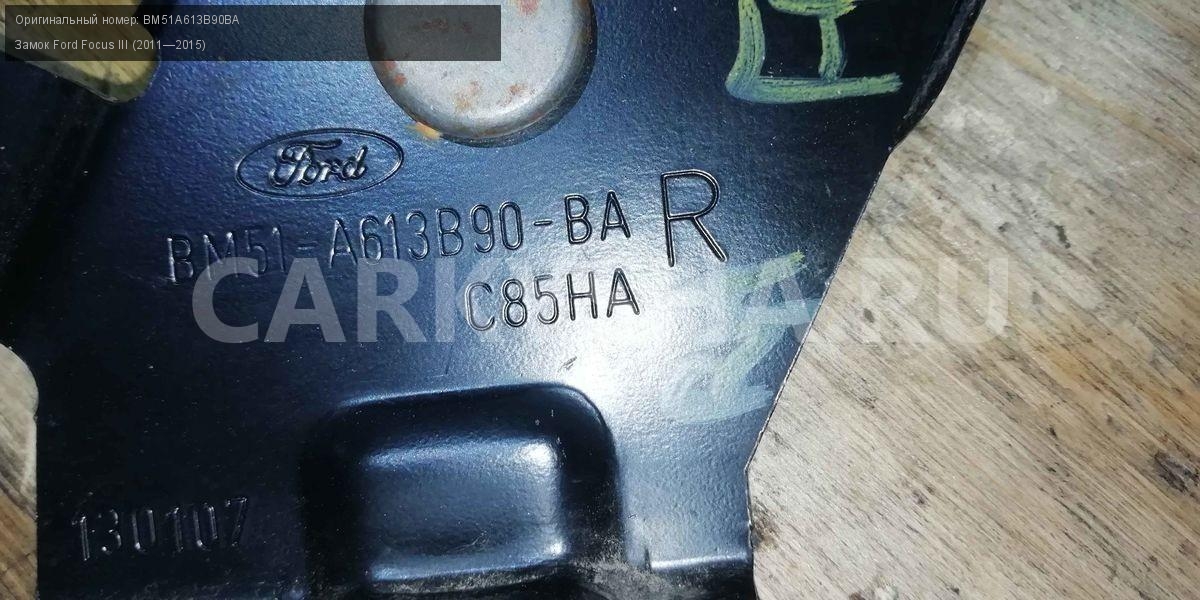 Оригинальный номер: BM51A613B90BA
Замок Ford Focus III (2011—2015)
Ford
BM51-A613B90-BA R
C85HA
130107